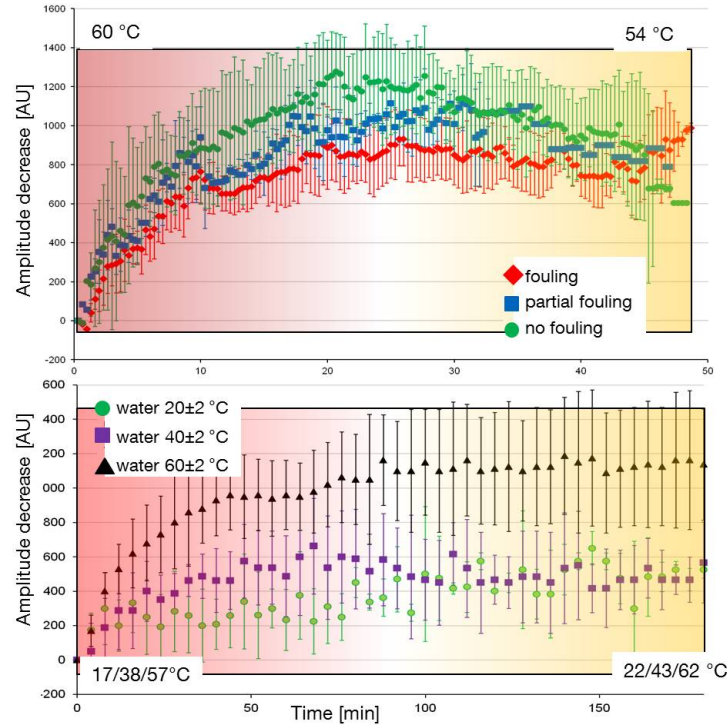 1600
60 °C
54 °C
1400
1200
1000
800
600
400
200
0
-200
Amplitude decrease [AU]
fouling
partial fouling
no fouling
0
10
20
30
40
50
600
400
200
000
800
600
400
200
0
-200
Amplitude decrease [AU]
water 20±2 °C
water 40±2 °C
water 60±2 °C
17/38/57°C
22/43/62 °C
0
50
100
150
Time [min]